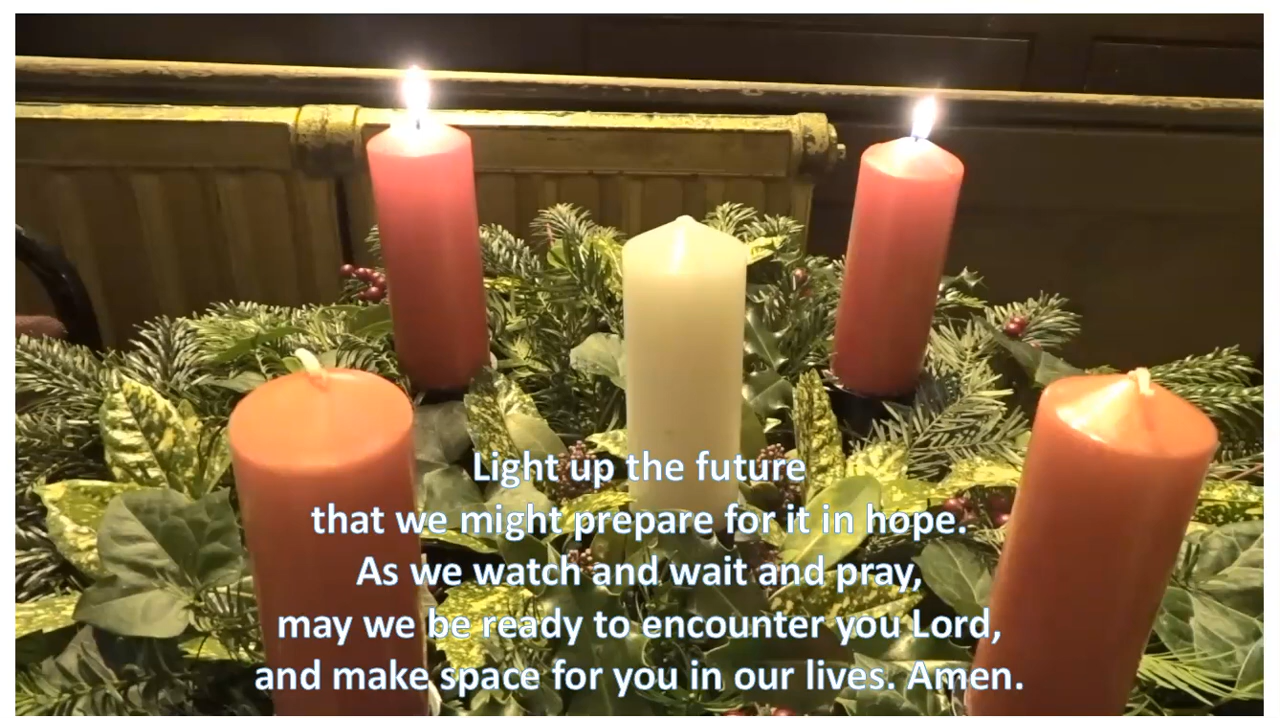 Light up the future
that we might prepare for it in hope.
As we watch and wait and pray,
may we be ready to encounter you Lord,
and make space for you in our lives. Amen.